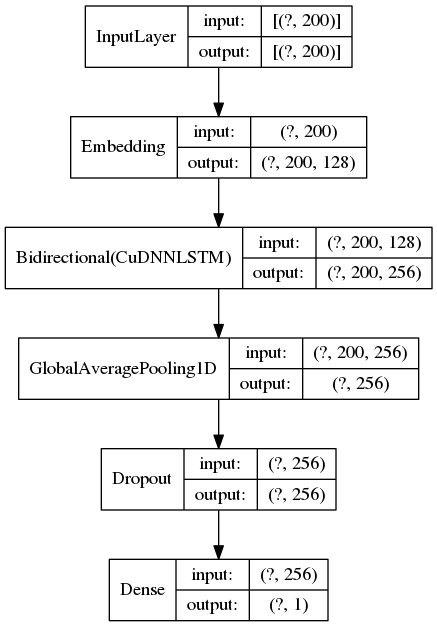 InputLayer
input: [(?, 200)]
output: [(?, 200)]
Embedding
input: (?, 200)
output: (?, 200, 128)
Bidirectional(CuDNNLSTM)
input: (?, 200, 128)
output: (?, 200, 256)
GlobalAveragePooling1D
input: (?, 200, 256)
output: (?, 256)
Dropout
input: (?, 256)
output: (?, 256)
Dense
input: (?, 256)
output: (?, 1)